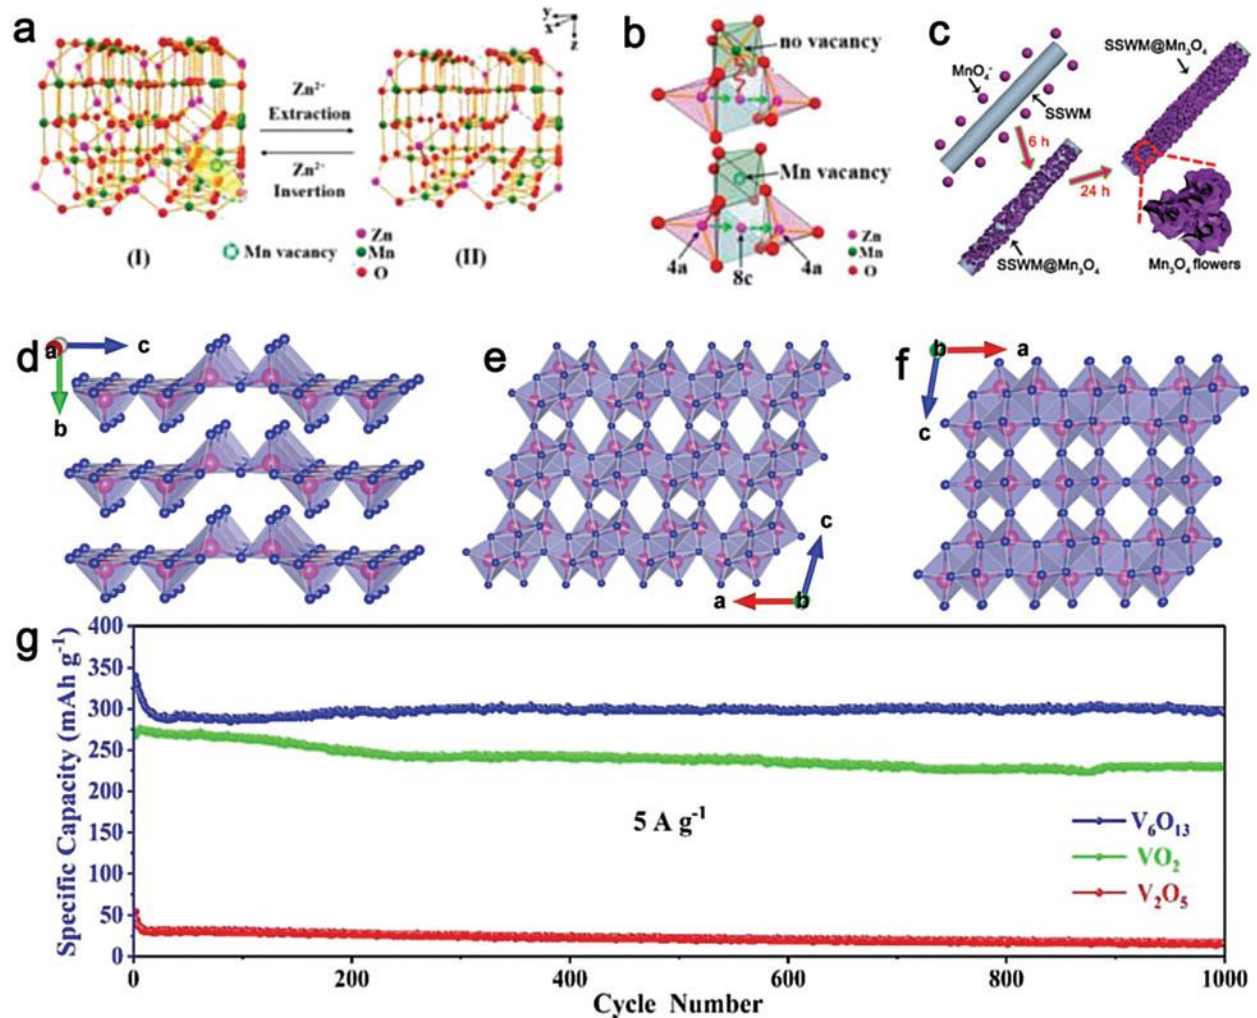 a
y
x
z
Zn²⁺
Extraction
Zn²⁺
Insertion
(I)
Mn vacancy
Zn
Mn
O
(II)
b
no vacancy
Mn vacancy
4a
8c
4a
Zn
Mn
O
c
MnO₄⁻
SSWM
SSWM@Mn₃O₄
6 h
24 h
SSWM@Mn₃O₄
Mn₃O₄ flowers
d
a
c
b
e
c
a
b
f
b
a
c
g
Specific Capacity (mAh g⁻¹)
400
350
300
250
200
150
100
50
0
5 A g⁻¹
V₆O₁₃
VO₂
V₂O₅
0
200
400
600
800
1000
Cycle Number